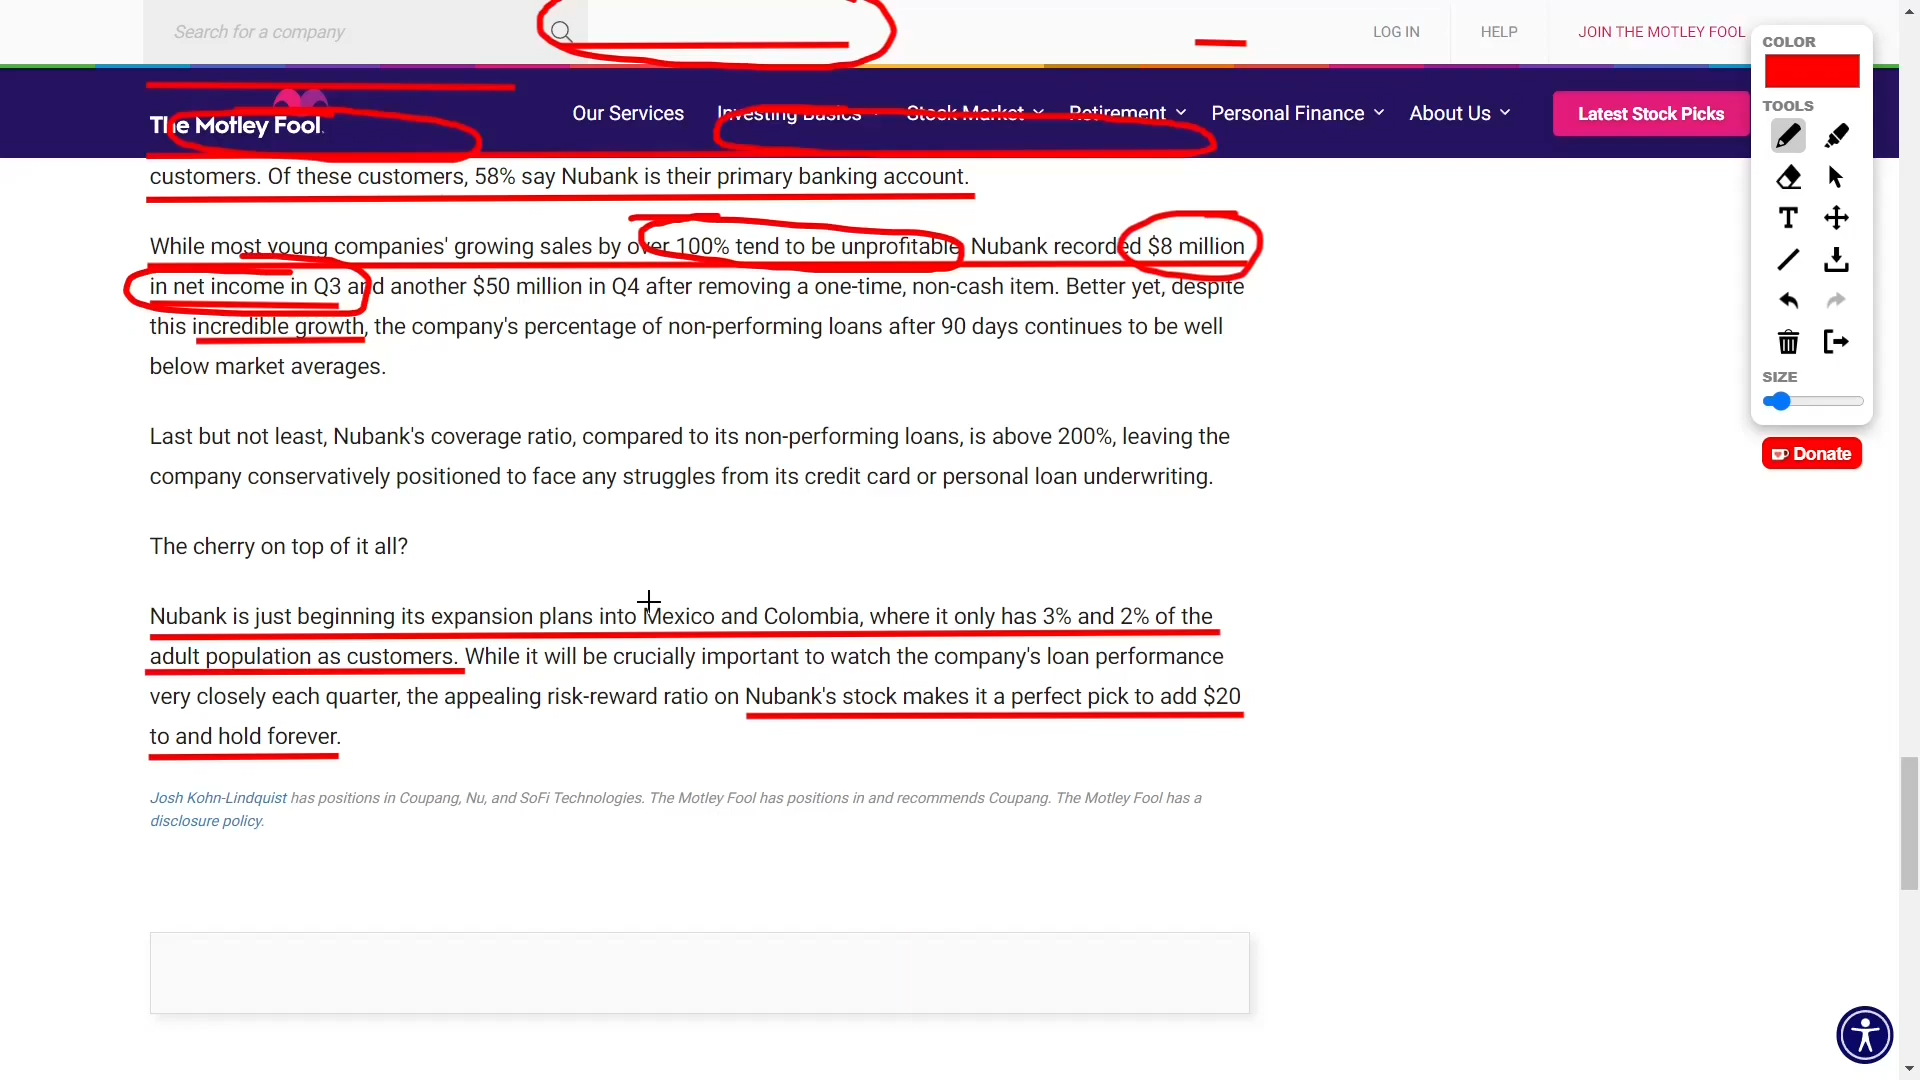 Search for a company
LOG IN
HELP
JOIN THE MOTLEY FOOL
COLOR
TOOLS
The Motley Fool.
Our Services
Investing Basics
Stock Market
Retirement
Personal Finance
About Us
Latest Stock Picks
customers. Of these customers, 58% say Nubank is their primary banking account.
While most young companies' growing sales by over 100% tend to be unprofitable, Nubank recorded $8 million
in net income in Q3 and another $50 million in Q4 after removing a one-time, non-cash item. Better yet, despite
this incredible growth, the company's percentage of non-performing loans after 90 days continues to be well
below market averages.
SIZE
Donate
Last but not least, Nubank's coverage ratio, compared to its non-performing loans, is above 200%, leaving the
company conservatively positioned to face any struggles from its credit card or personal loan underwriting.
The cherry on top of it all?
Nubank is just beginning its expansion plans into Mexico and Colombia, where it only has 3% and 2% of the
adult population as customers. While it will be crucially important to watch the company's loan performance
very closely each quarter, the appealing risk-reward ratio on Nubank's stock makes it a perfect pick to add $20
to and hold forever.
Josh Kohn-Lindquist has positions in Coupang, Nu, and SoFi Technologies. The Motley Fool has positions in and recommends Coupang. The Motley Fool has a
disclosure policy.